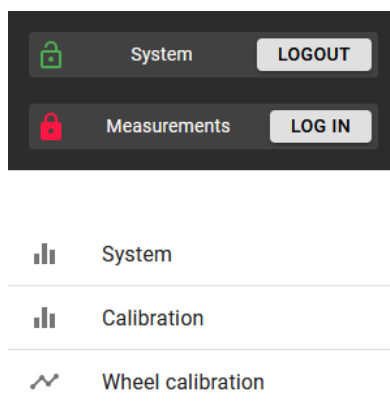 System LOGOUT
Measurements LOG IN
System
Calibration
Wheel calibration